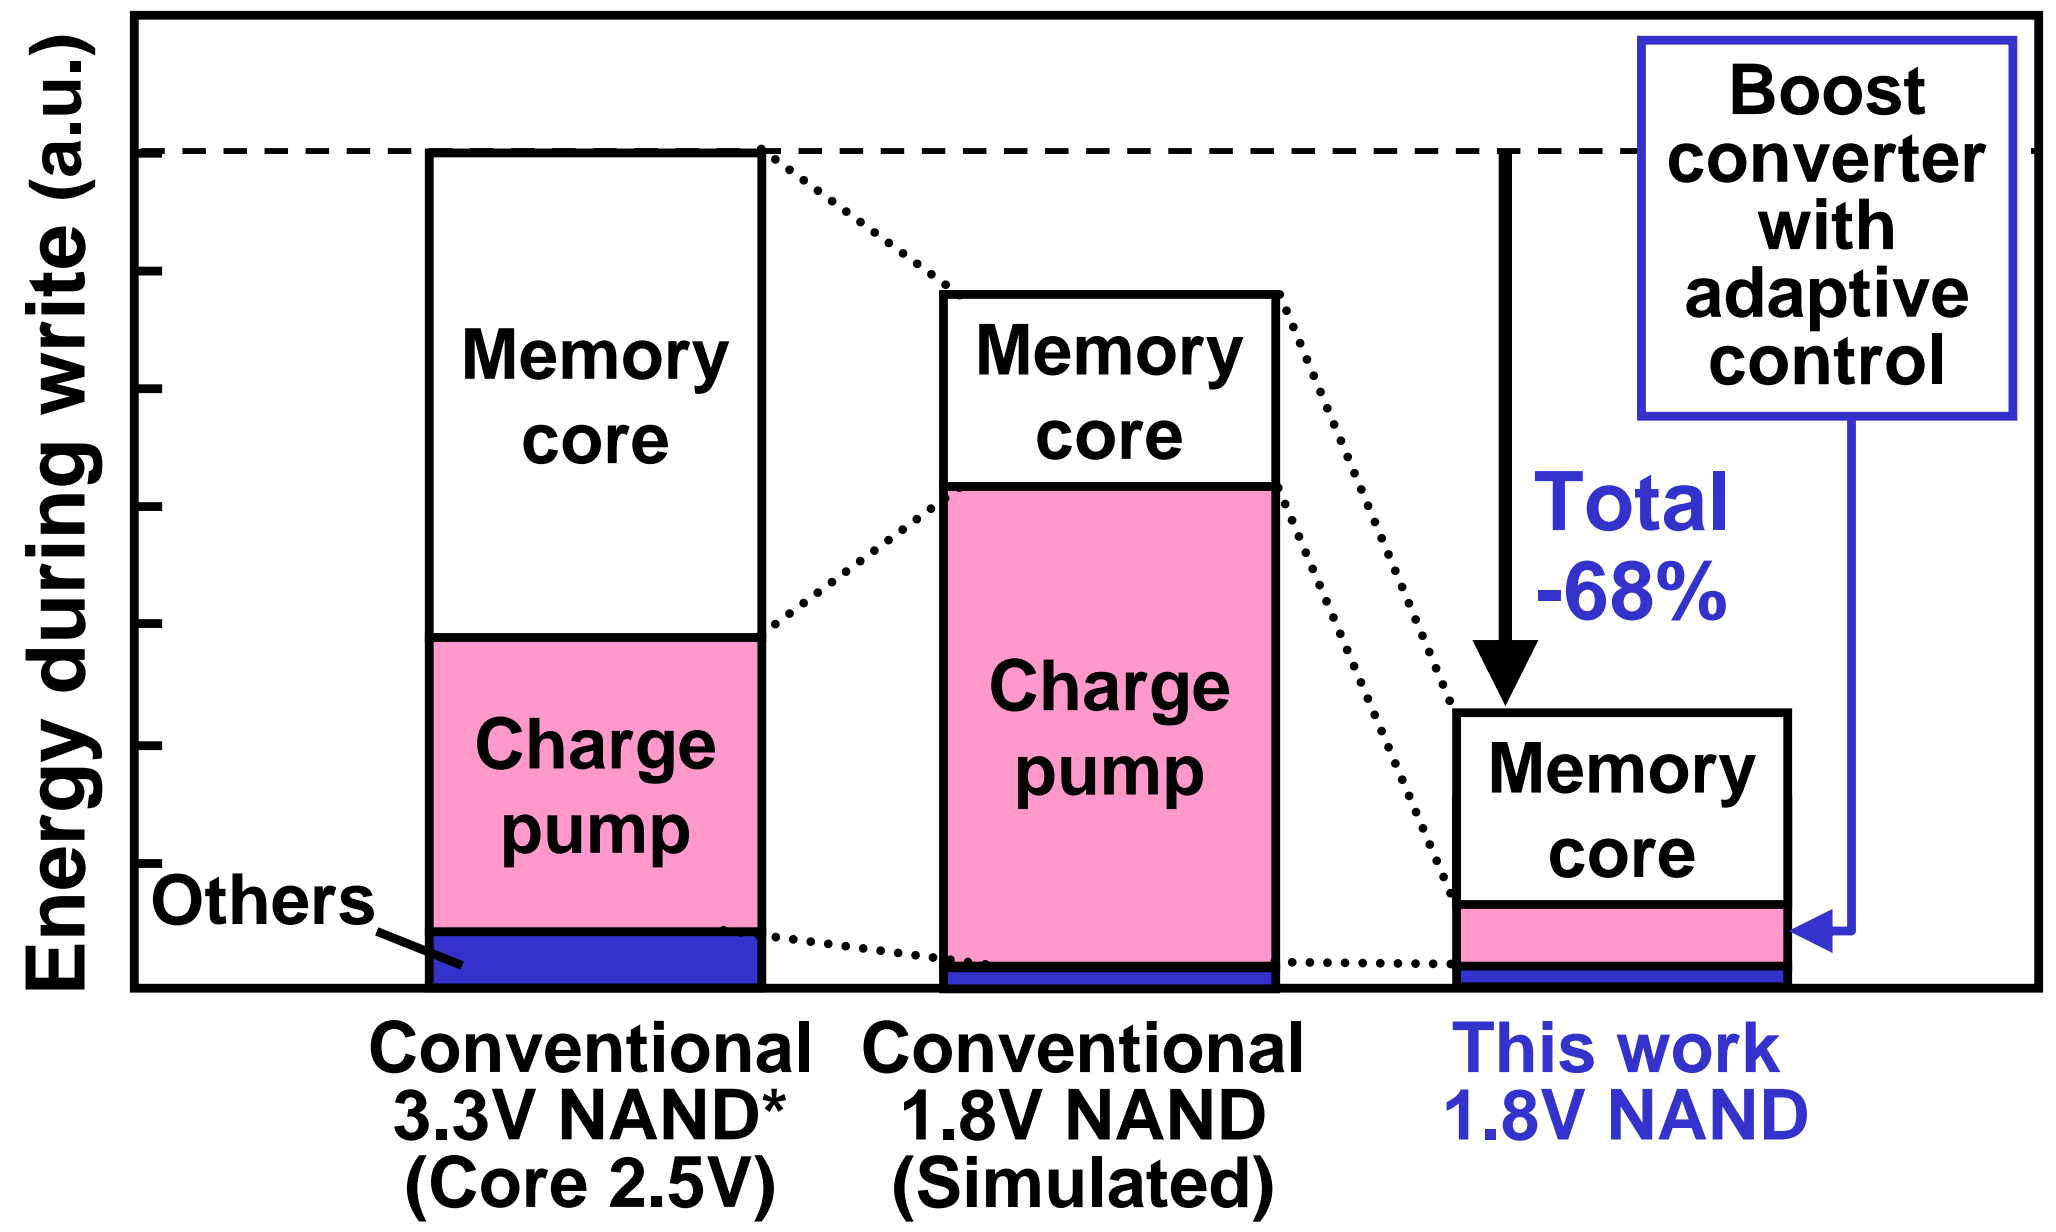 Energy during write (a.u.)
Memory
core
Charge
pump
Others
Memory
core
Charge
pump
Total
-68%
Memory
core
Boost
converter
with
adaptive
control
Conventional
3.3V NAND*
(Core 2.5V)
Conventional
1.8V NAND
(Simulated)
This work
1.8V NAND